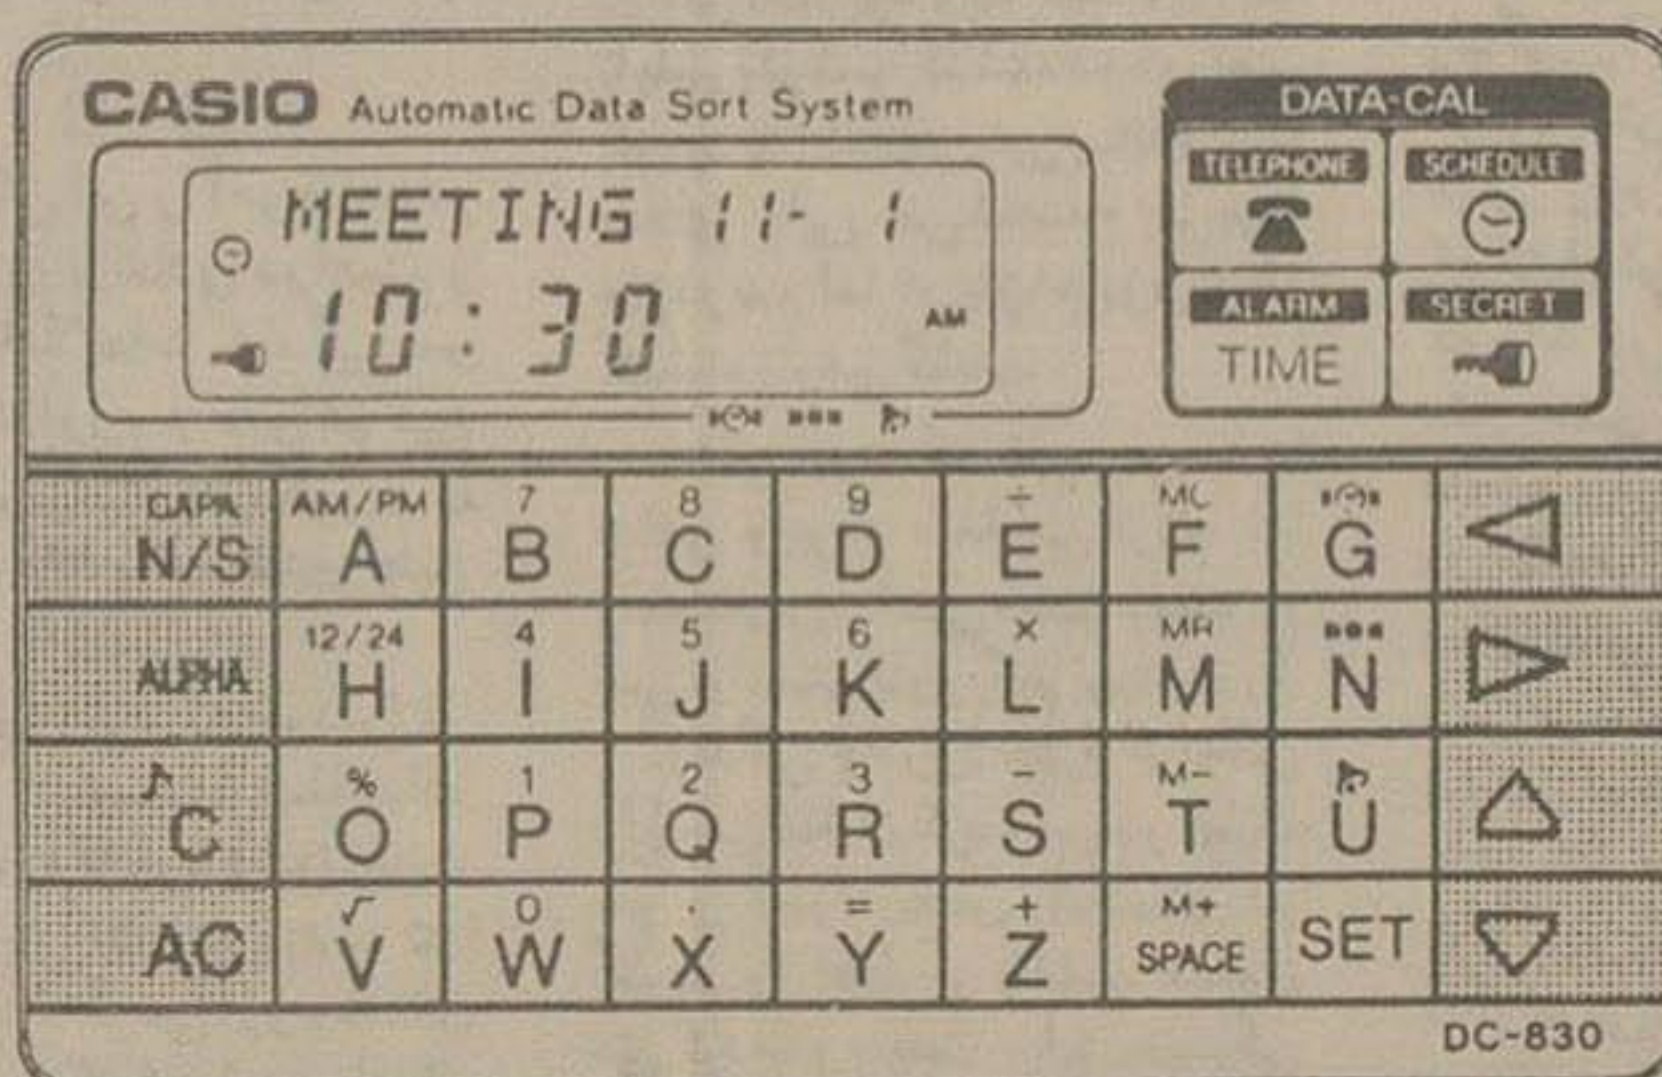 CASIO Automatic Data Sort System
MEETING 11- 1
10:30 AM
DATA-CAL
TELEPHONE SCHEDULE
ALARM SECRET
TIME
CAPA AM/PM 7 8 9 ÷ MC
N/S A B C D E F G
12/24 4 5 6 × MR
ALPHA H I J K L M N
% 1 2 3 − M−
C O P Q R S T U
√ 0 . = + M+
AC V W X Y Z SPACE SET
DC-830